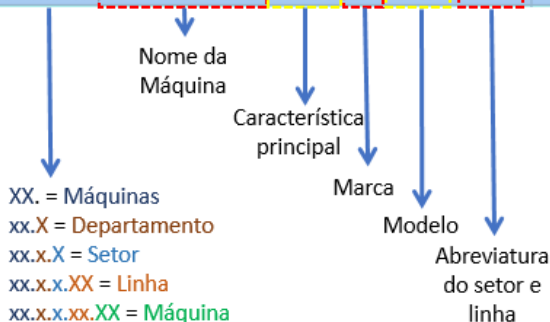 Nome da
Máquina
Característica
principal
Marca
Modelo
Abreviatura
do setor e
linha
XX. = Máquinas
xx.X = Departamento
xx.x.X = Setor
xx.x.x.XX = Linha
xx.x.x.xx.XX = Máquina